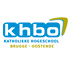 khbo
KATHOLIEKE HOGESCHOOL
BRUGGE - OOSTENDE